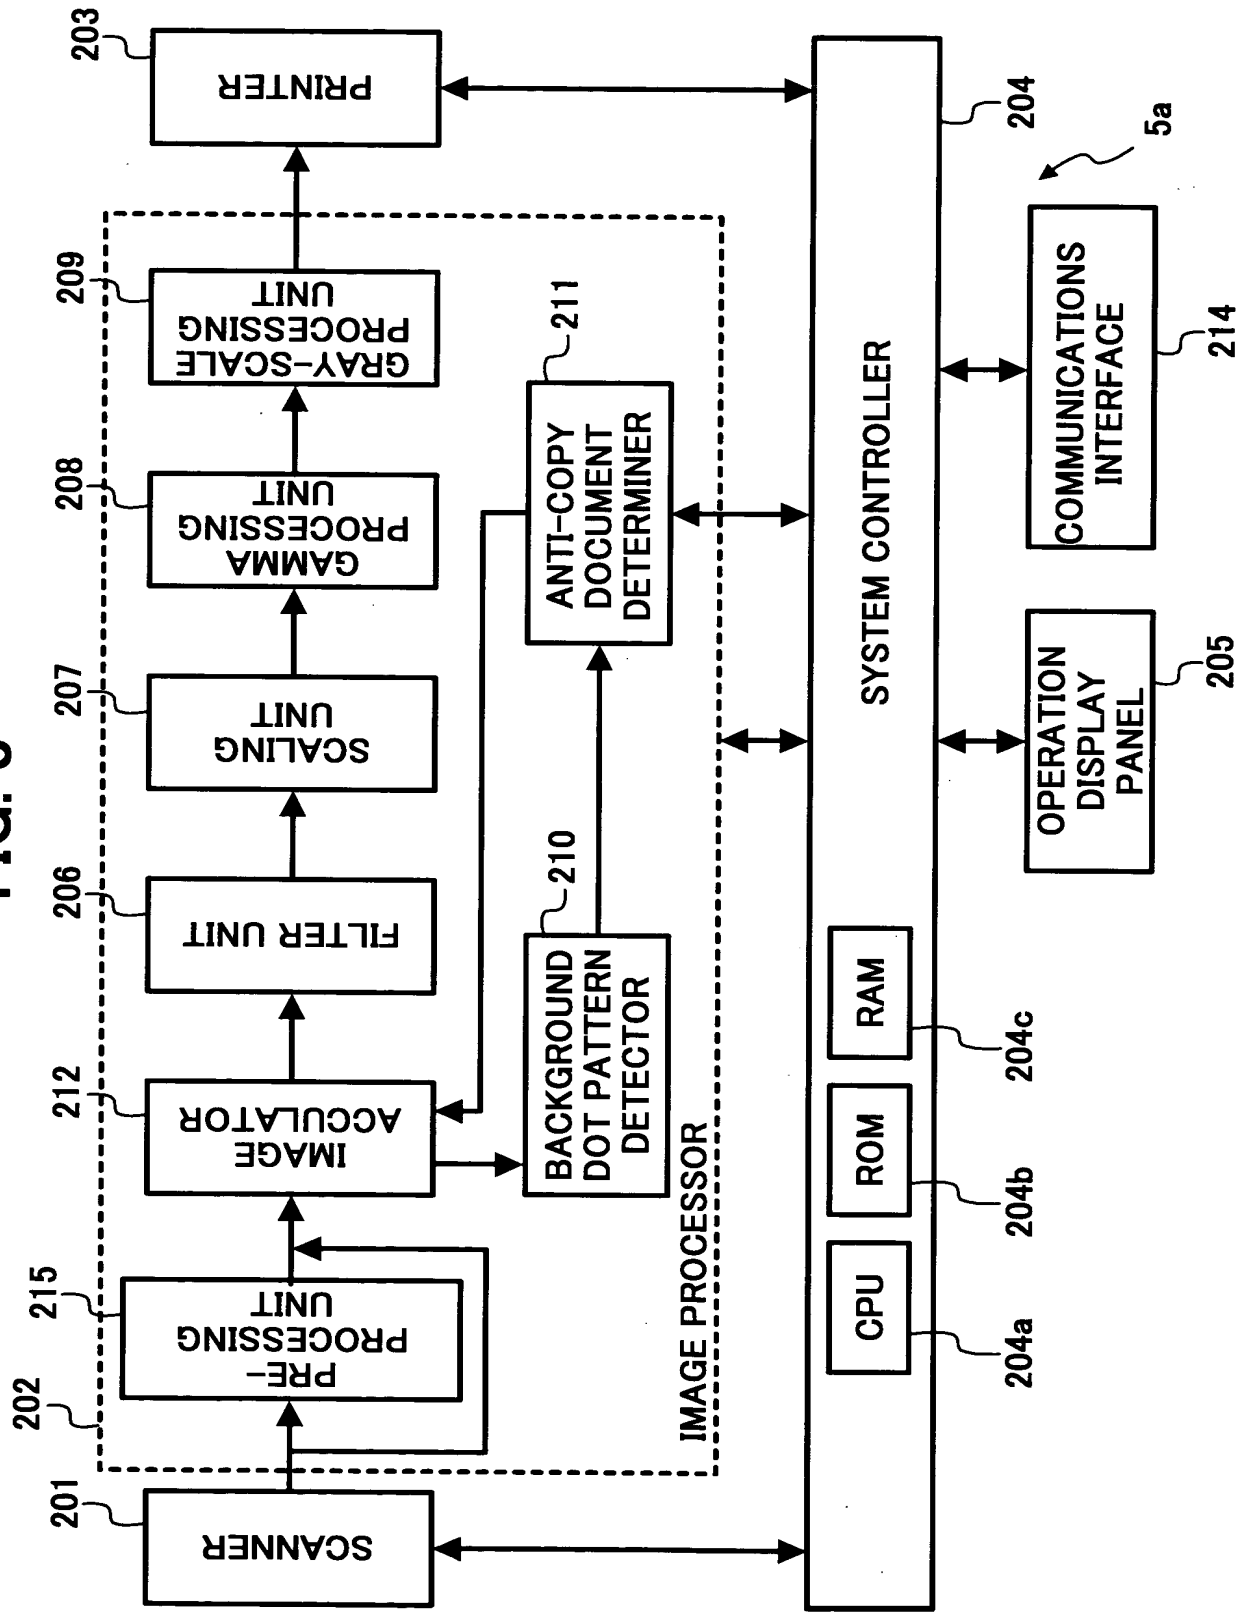 202
201
SCANNER
215
PRE-
PROCESSING
UNIT
212
IMAGE
ACCULATOR
206
FILTER UNIT
207
SCALING
UNIT
208
GAMMA
PROCESSING
UNIT
209
GRAY-SCALE
PROCESSING
UNIT
203
PRINTER
210
BACKGROUND
DOT PATTERN
DETECTOR
211
ANTI-COPY
DOCUMENT
DETERMINER
IMAGE PROCESSOR
CPU
204a
ROM
204b
RAM
204c
SYSTEM CONTROLLER
204
OPERATION
DISPLAY
PANEL
205
COMMUNICATIONS
INTERFACE
214
5a